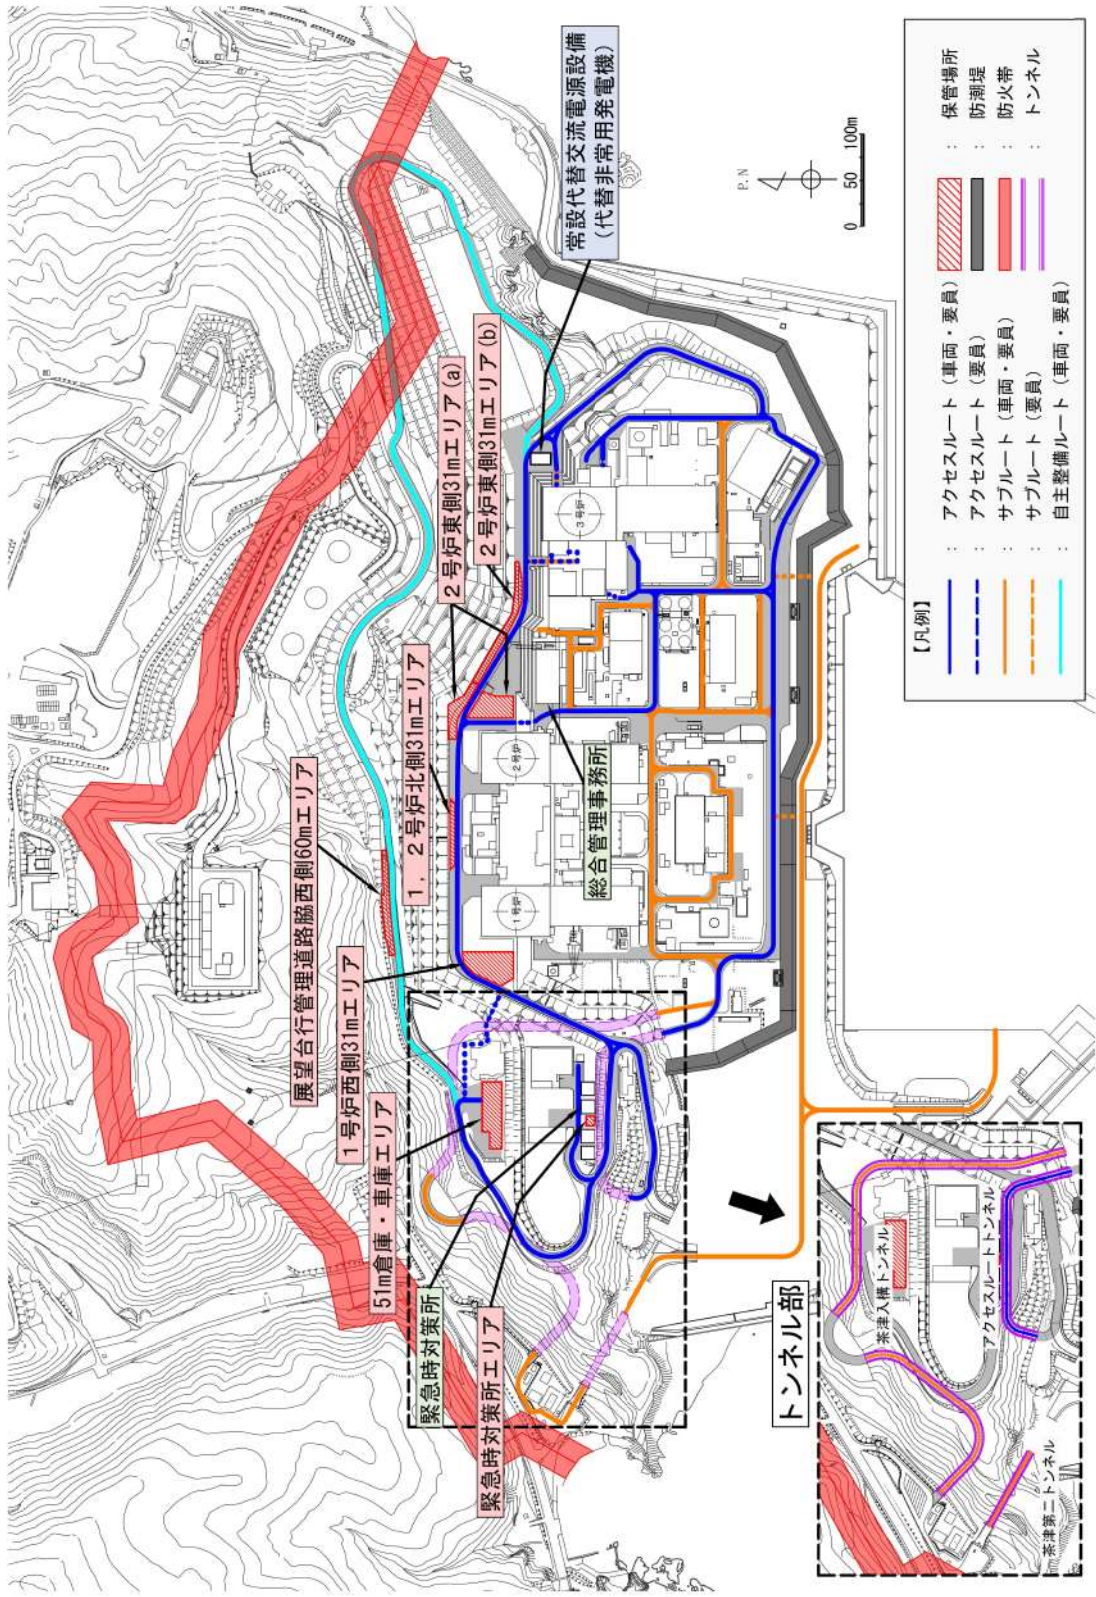 展望台行管理道路脇西側60mエリア
1号炉西側31mエリア
51m倉庫・車庫エリア
緊急時対策所
緊急時対策所エリア
1，2号炉北側31mエリア
2号炉東側31mエリア(a)
2号炉東側31mエリア(b)
常設代替交流電源設備
(代替非常用発電機)
総合管理事務所
1号炉
2号炉
3号炉
P.N
0 50 100m
【凡例】
: アクセスルート（車両・要員）
: アクセスルート（要員）
: サブルート（車両・要員）
: サブルート（要員）
: 自主整備ルート（車両・要員）
: 保管場所
: 防潮堤
: 防火帯
: トンネル
トンネル部
茶津入構トンネル
アクセスルートトンネル
茶津第二トンネル